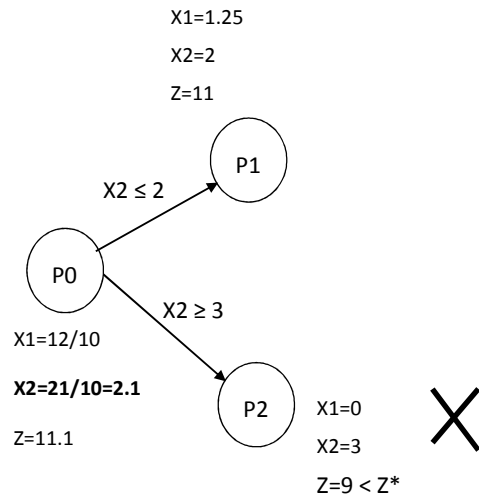 X1=1.25
X2=2
Z=11
P1
X2 ≤ 2
P0
X2 ≥ 3
X1=12/10
X2=21/10=2.1
Z=11.1
P2
X1=0
X2=3
Z=9 < Z*